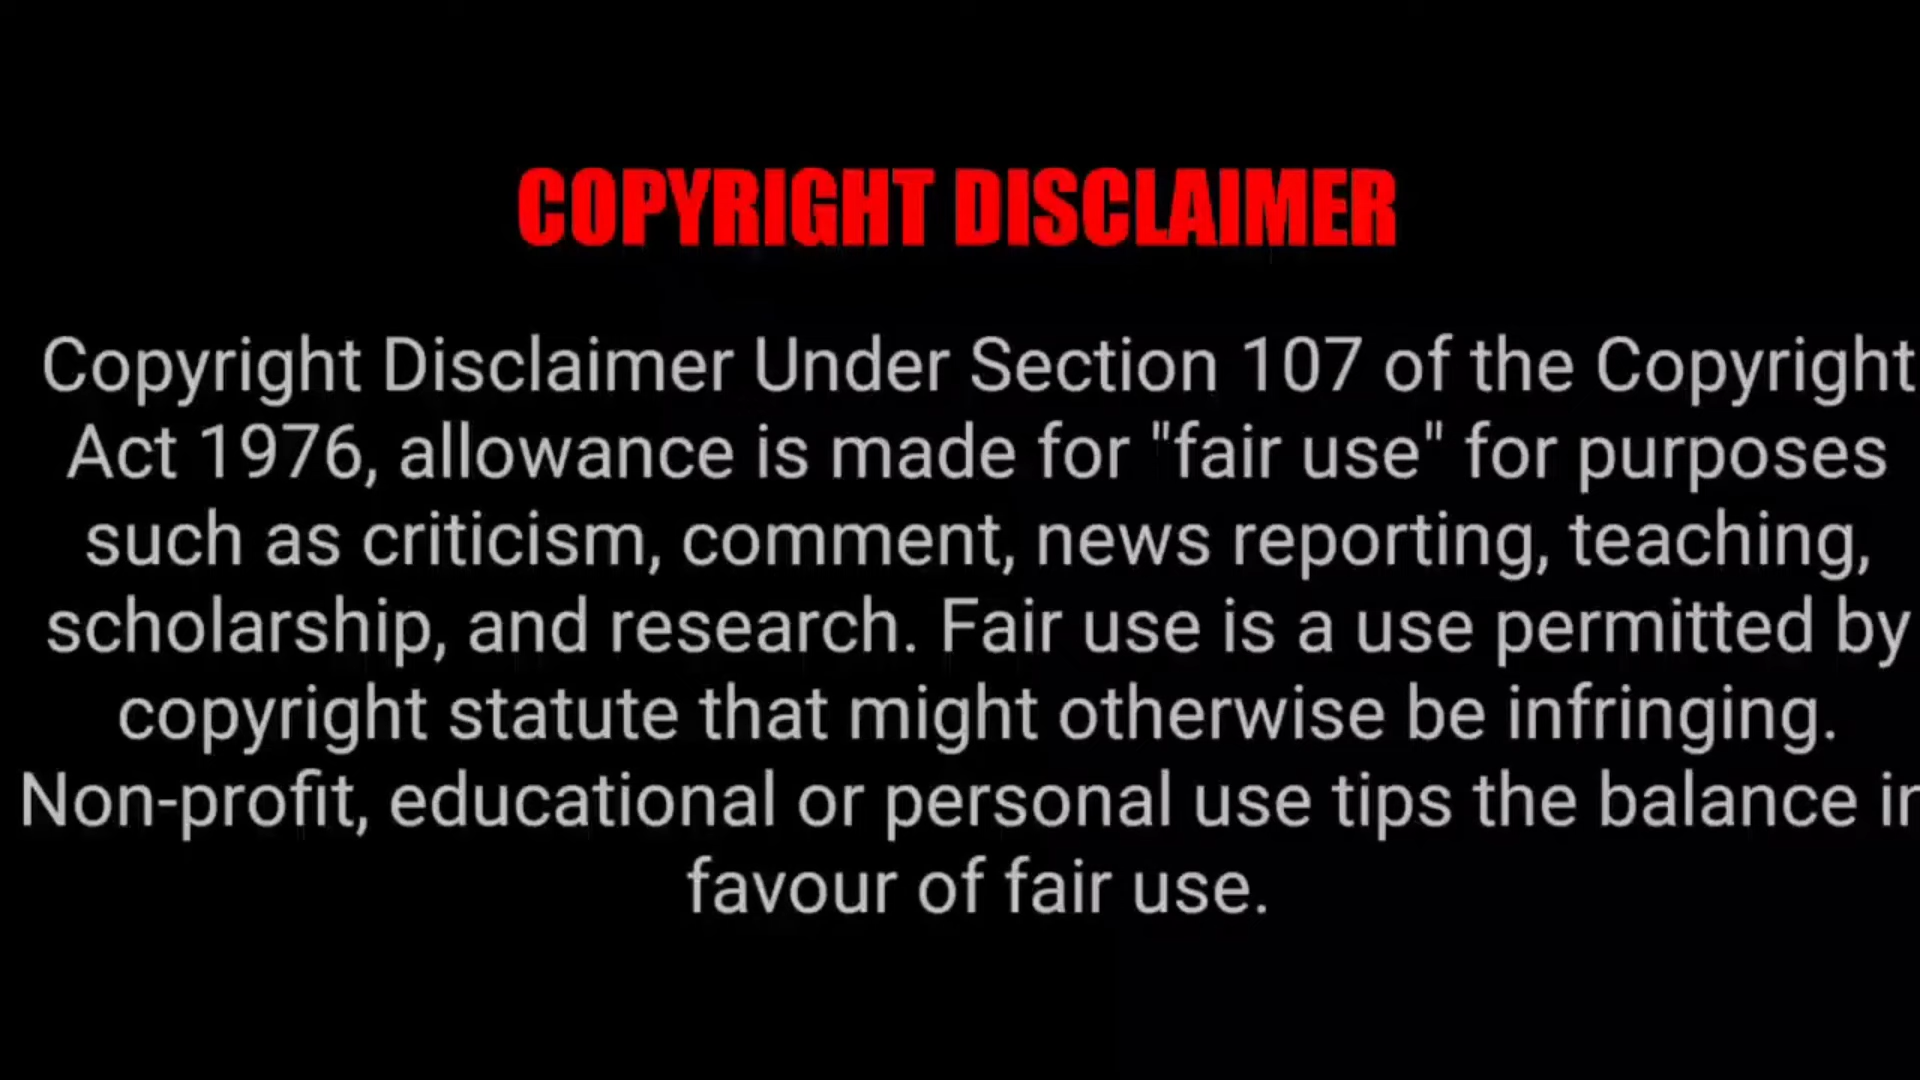 COPYRIGHT DISCLAIMER
Copyright Disclaimer Under Section 107 of the Copyright
Act 1976, allowance is made for "fair use" for purposes
such as criticism, comment, news reporting, teaching,
scholarship, and research. Fair use is a use permitted by
copyright statute that might otherwise be infringing.
Non-profit, educational or personal use tips the balance in
favour of fair use.